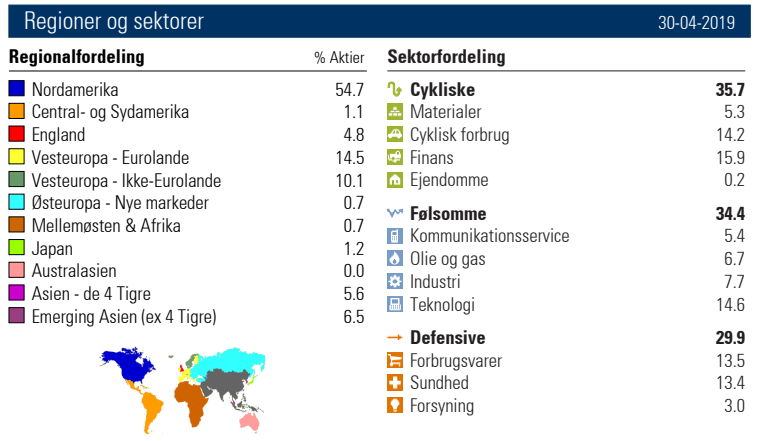 Regioner og sektorer 30-04-2019
Regionalfordeling % Aktier
Nordamerika 54.7
Central- og Sydamerika 1.1
England 4.8
Vesteuropa - Eurolande 14.5
Vesteuropa - Ikke-Eurolande 10.1
Østeuropa - Nye markeder 0.7
Mellemøsten & Afrika 0.7
Japan 1.2
Australasien 0.0
Asien - de 4 Tigre 5.6
Emerging Asien (ex 4 Tigre) 6.5
Sektorfordeling
Cykliske 35.7
Materialer 5.3
Cyklisk forbrug 14.2
Finans 15.9
Ejendomme 0.2
Følsomme 34.4
Kommunikationsservice 5.4
Olie og gas 6.7
Industri 7.7
Teknologi 14.6
Defensive 29.9
Forbrugsvarer 13.5
Sundhed 13.4
Forsyning 3.0